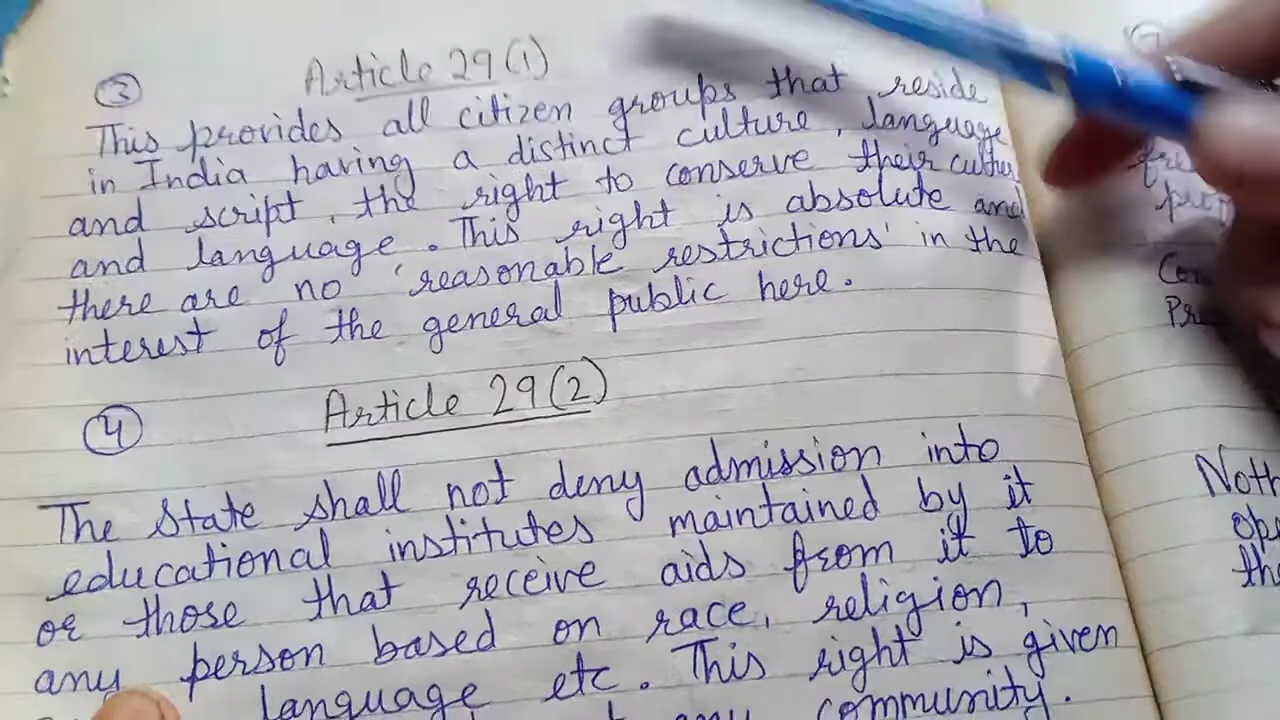 Article 29(1)
③
This provides all citizen groups that reside
in India having a distinct culture, language
and script, the right to conserve their
and language. This right is absolute and
there are no 'reasonable restrictions' in the
interest of the general public here.
Article 29(2)
④
The State shall not deny admission into
educational institutes maintained by it
or those that receive aids from it to
any person based on race, religion,
language etc. This right is given
any community.
Noth